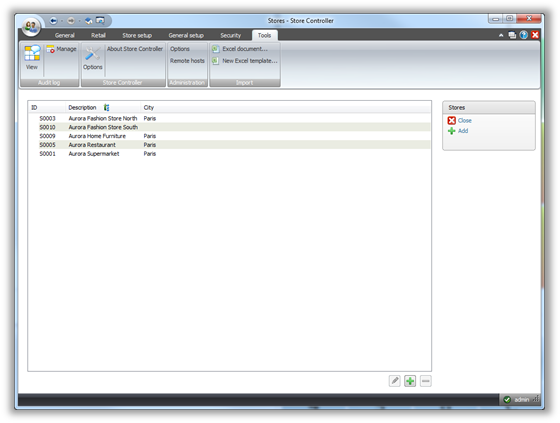 Stores - Store Controller
General Retail Store setup General setup Security Tools
Manage About Store Controller Options Excel document...
View Options Remote hosts New Excel template...
Audit log Store Controller Administration Import
ID Description City
S0003 Aurora Fashion Store North Paris
S0010 Aurora Fashion Store South
S0009 Aurora Home Furniture Paris
S0005 Aurora Restaurant Paris
S0001 Aurora Supermarket Paris
Stores
Close
Add
admin